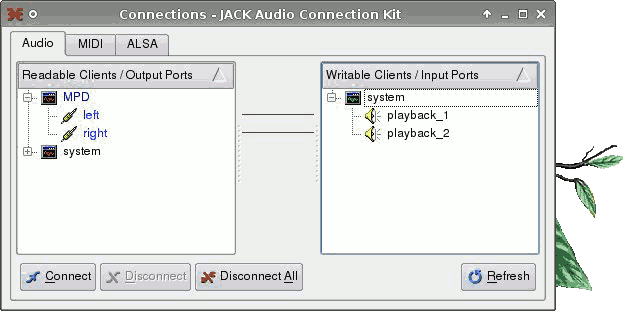 Connections - JACK Audio Connection Kit
Audio MIDI ALSA
Readable Clients / Output Ports Writable Clients / Input Ports
MPD system
left playback_1
right playback_2
system
Connect Disconnect Disconnect All Refresh